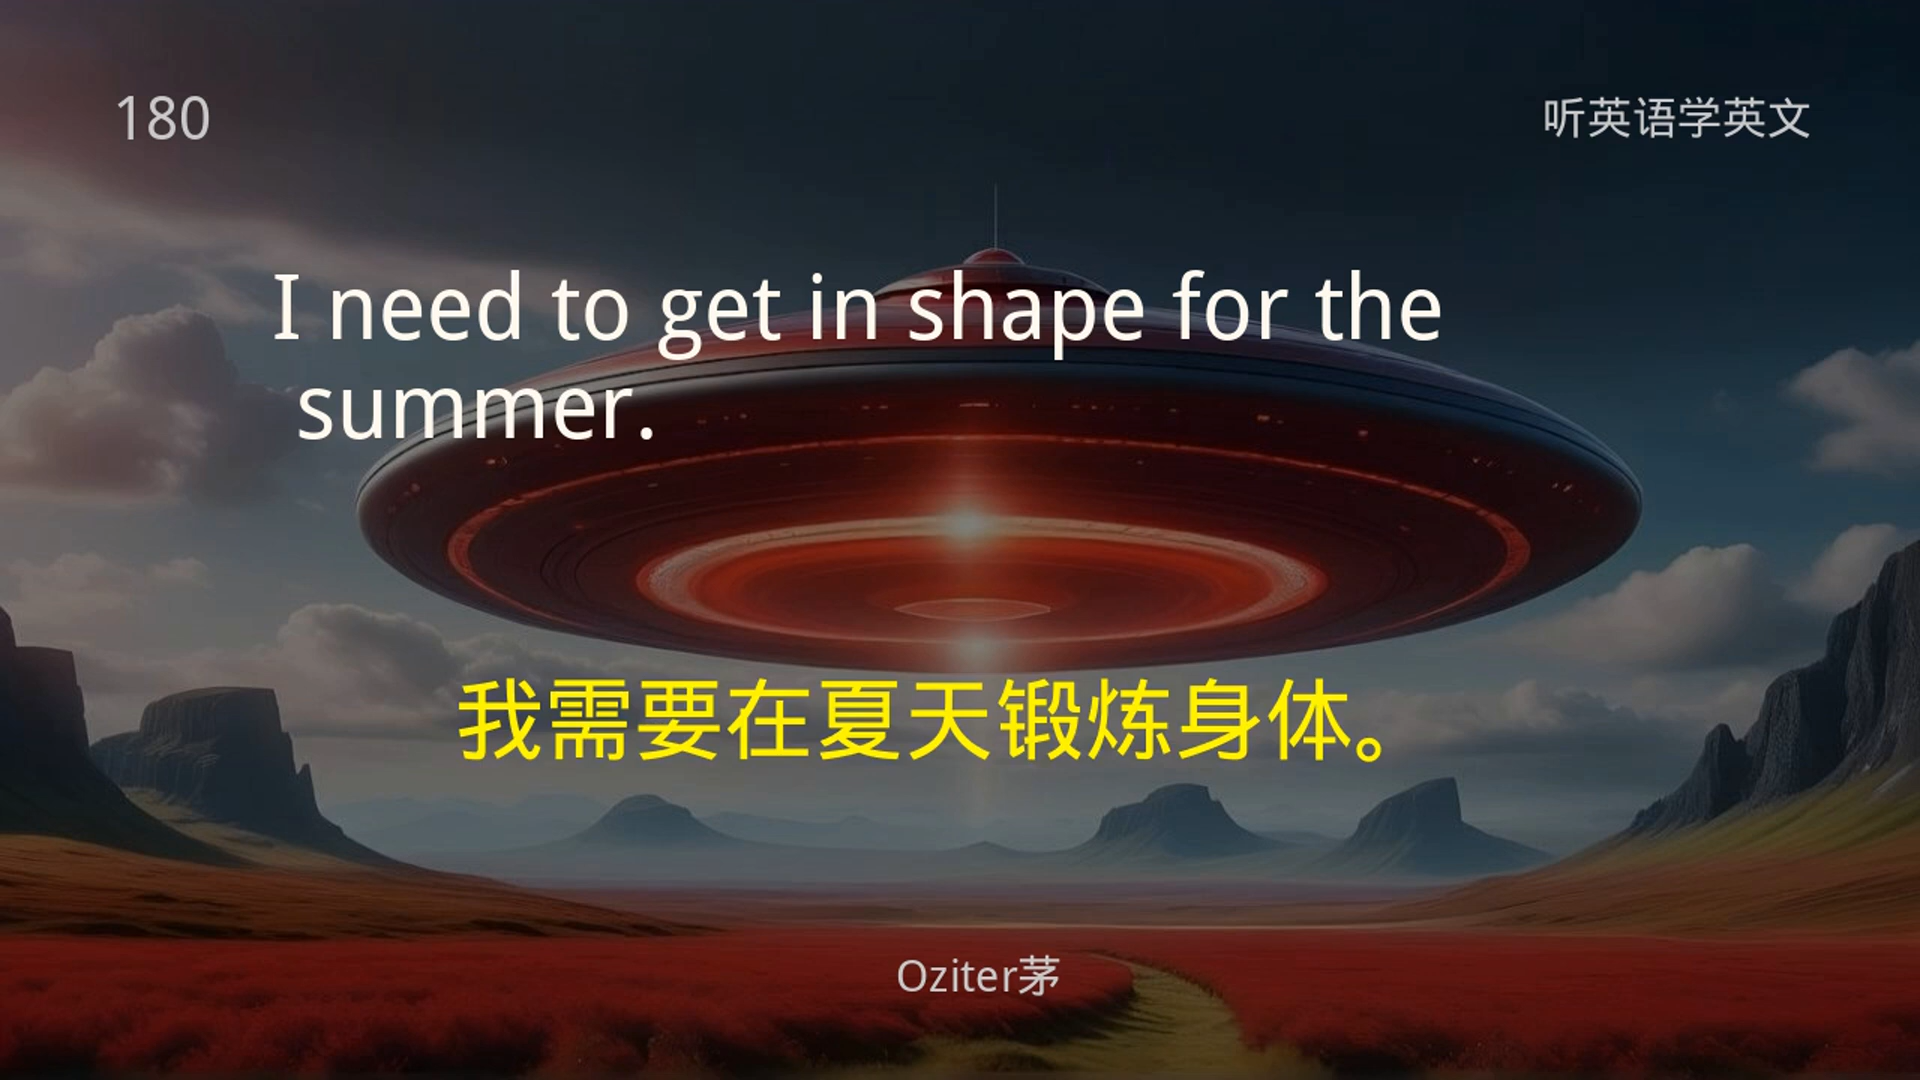 180
听英语学英文
I need to get in shape for the
summer.
我需要在夏天锻炼身体。
Oziter茅